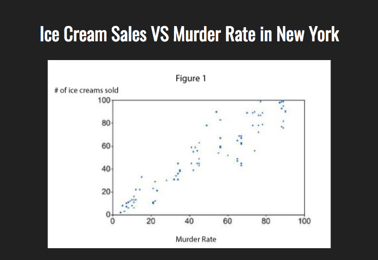 Ice Cream Sales VS Murder Rate in New York
Figure 1
# of ice creams sold
100
80
60
40
20
0
0 20 40 60 80 100
Murder Rate